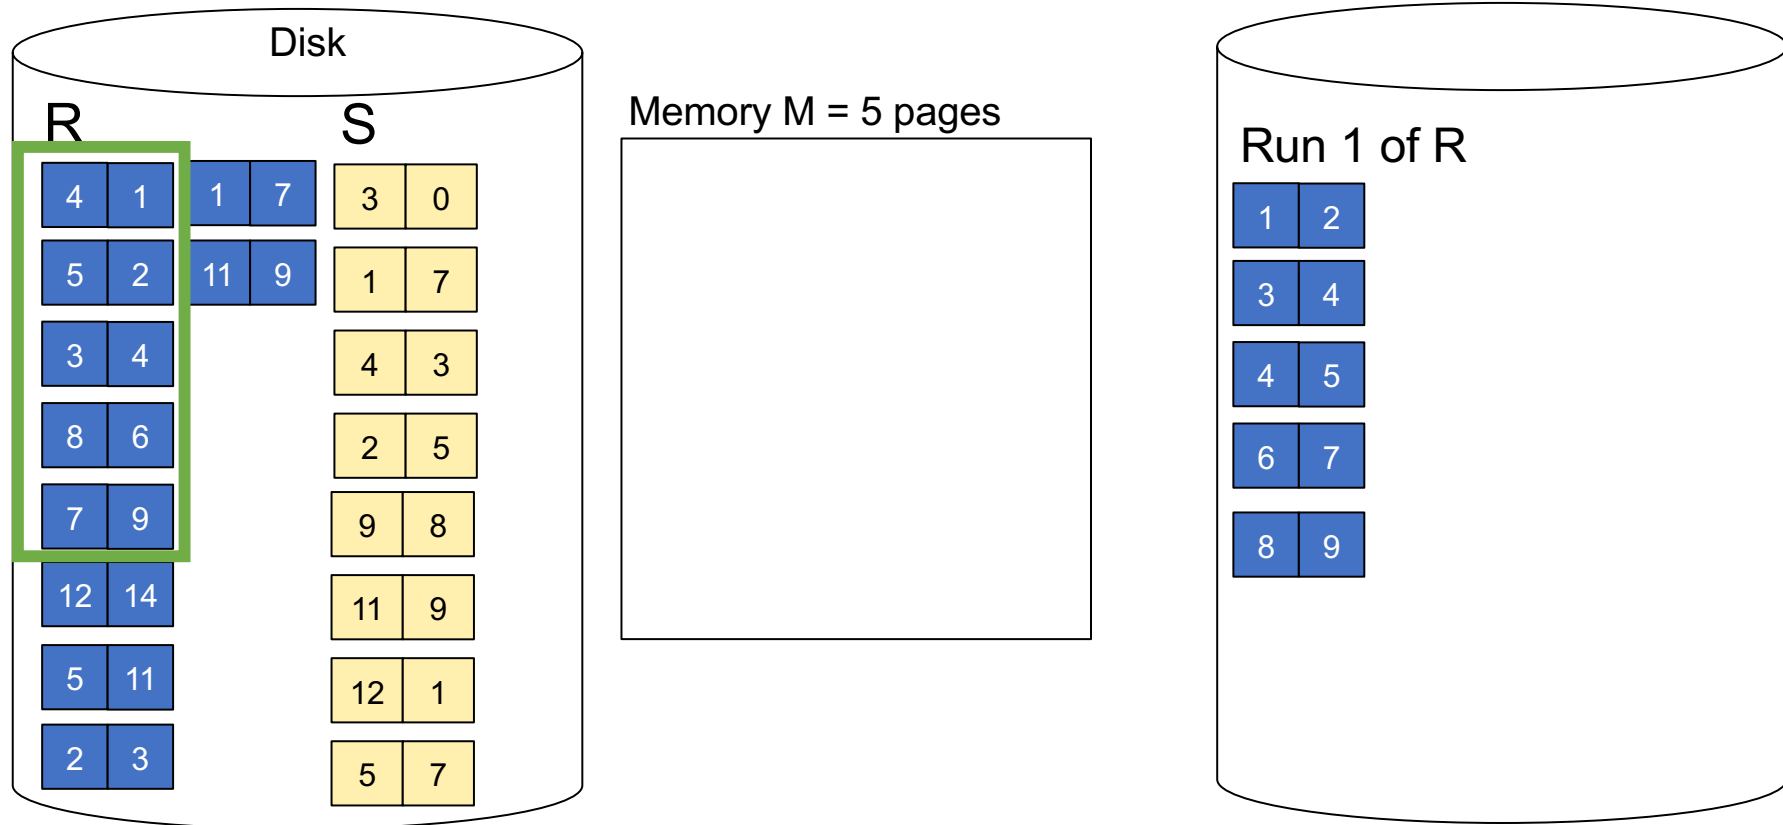 Disk
R S
Memory M = 5 pages
Run 1 of R
4 1 1 7 3 0
5 2 11 9 1 7
3 4 4 3
8 6 2 5
7 9 9 8
12 14 11 9
5 11 12 1
2 3 5 7
1 2
3 4
4 5
6 7
8 9